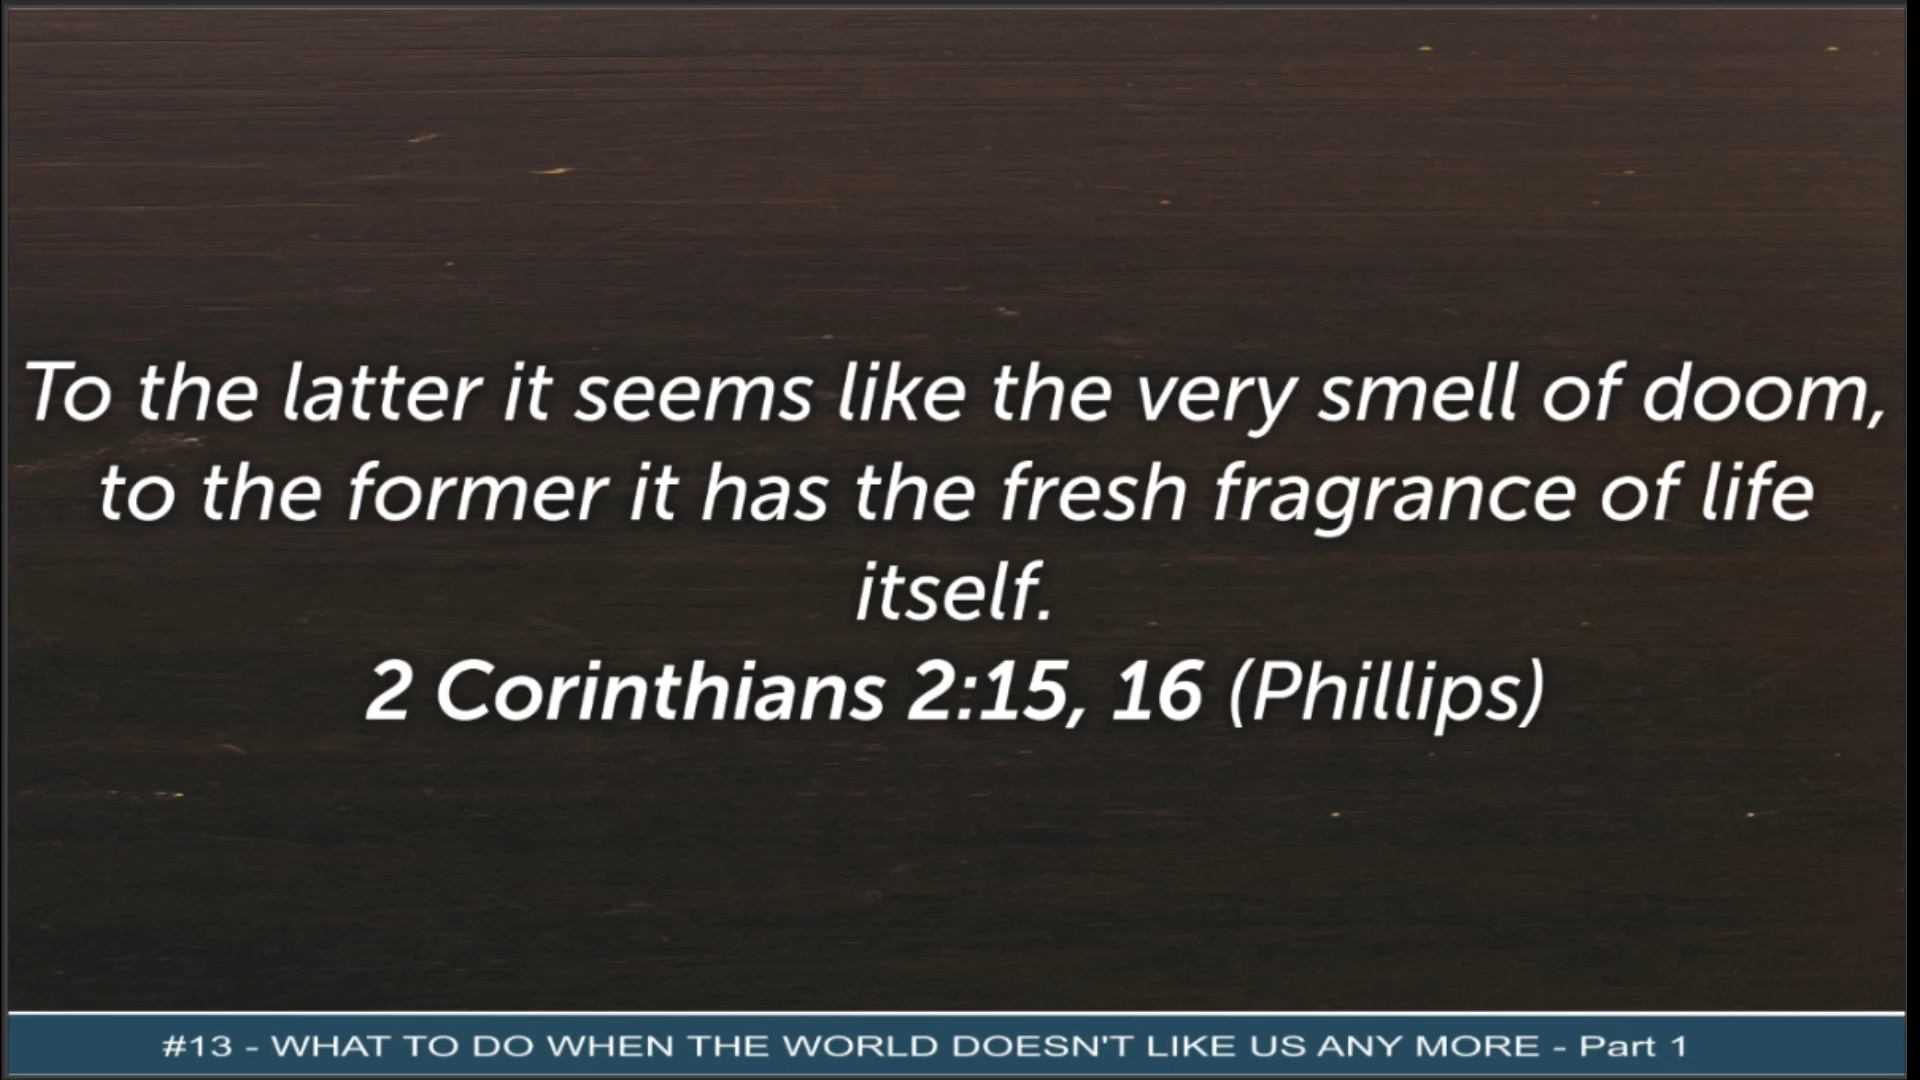 To the latter it seems like the very smell of doom,
to the former it has the fresh fragrance of life
itself.
2 Corinthians 2:15, 16 (Phillips)
#13 - WHAT TO DO WHEN THE WORLD DOESN'T LIKE US ANY MORE - Part 1